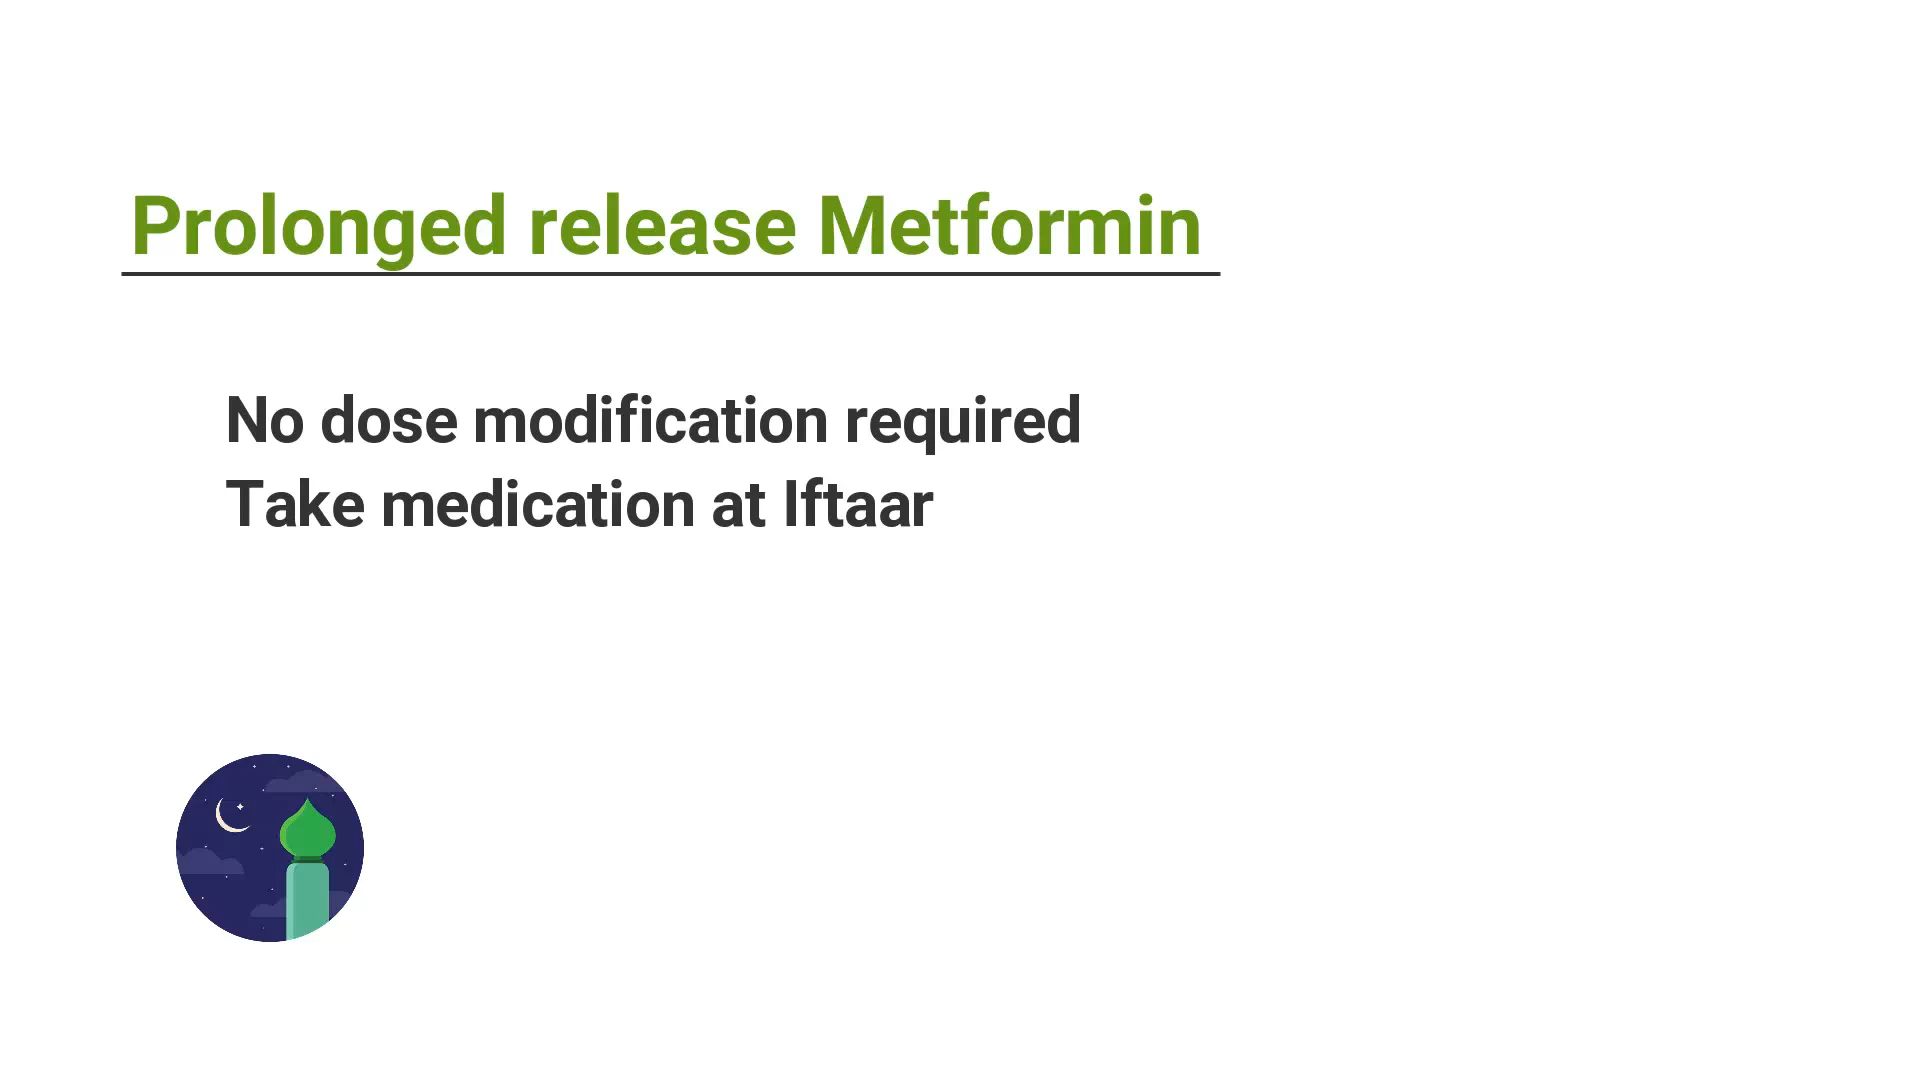 Prolonged release Metformin
No dose modification required
Take medication at Iftaar